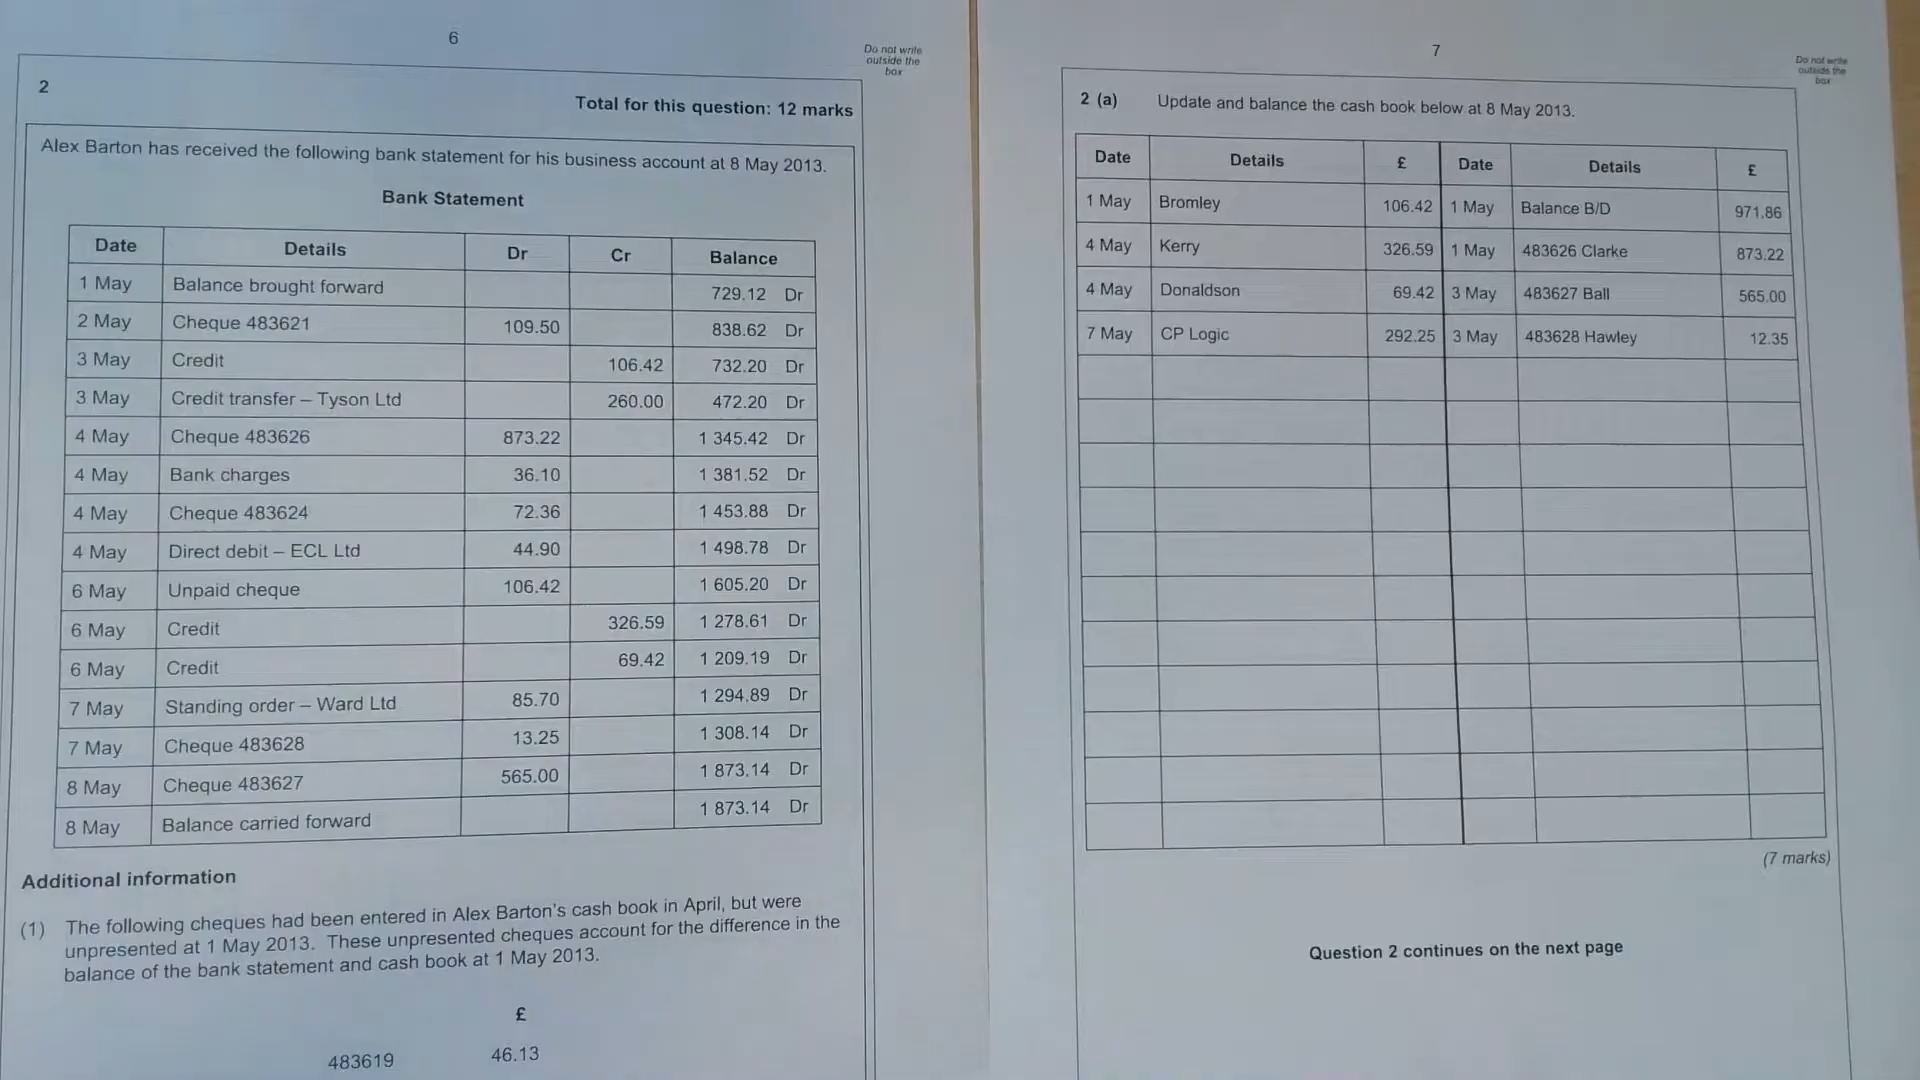 6
Do not write
outside the
box
2
Total for this question: 12 marks
Alex Barton has received the following bank statement for his business account at 8 May 2013.
Bank Statement
Date Details Dr Cr Balance
1 May Balance brought forward 729.12 Dr
2 May Cheque 483621 109.50 838.62 Dr
3 May Credit 106.42 732.20 Dr
3 May Credit transfer – Tyson Ltd 260.00 472.20 Dr
4 May Cheque 483626 873.22 1 345.42 Dr
4 May Bank charges 36.10 1 381.52 Dr
4 May Cheque 483624 72.36 1 453.88 Dr
4 May Direct debit – ECL Ltd 44.90 1 498.78 Dr
6 May Unpaid cheque 106.42 1 605.20 Dr
6 May Credit 326.59 1 278.61 Dr
6 May Credit 69.42 1 209.19 Dr
7 May Standing order – Ward Ltd 85.70 1 294.89 Dr
7 May Cheque 483628 13.25 1 308.14 Dr
8 May Cheque 483627 565.00 1 873.14 Dr
8 May Balance carried forward 1 873.14 Dr
Additional information
(1) The following cheques had been entered in Alex Barton's cash book in April, but were
unpresented at 1 May 2013. These unpresented cheques account for the difference in the
balance of the bank statement and cash book at 1 May 2013.
£
483619 46.13
7
Do not write
outside the
box
2 (a) Update and balance the cash book below at 8 May 2013.
Date Details £ Date Details £
1 May Bromley 106.42 1 May Balance B/D 971.86
4 May Kerry 326.59 1 May 483626 Clarke 873.22
4 May Donaldson 69.42 3 May 483627 Ball 565.00
7 May CP Logic 292.25 3 May 483628 Hawley 12.35
(7 marks)
Question 2 continues on the next page